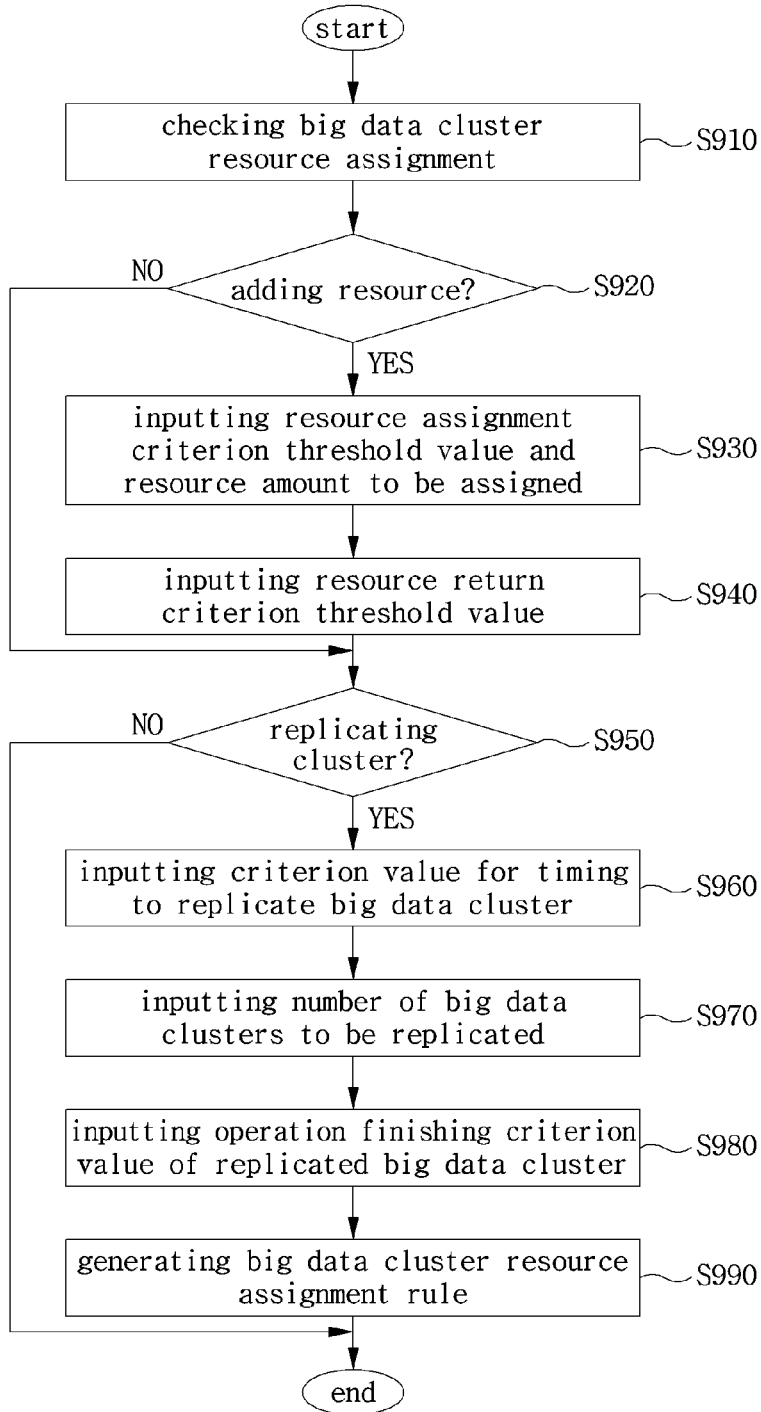 start
checking big data cluster
resource assignment
S910
NO
adding resource?
S920
YES
inputting resource assignment
criterion threshold value and
resource amount to be assigned
S930
inputting resource return
criterion threshold value
S940
NO
replicating
cluster?
S950
YES
inputting criterion value for timing
to replicate big data cluster
S960
inputting number of big data
clusters to be replicated
S970
inputting operation finishing criterion
value of replicated big data cluster
S980
generating big data cluster resource
assignment rule
S990
end